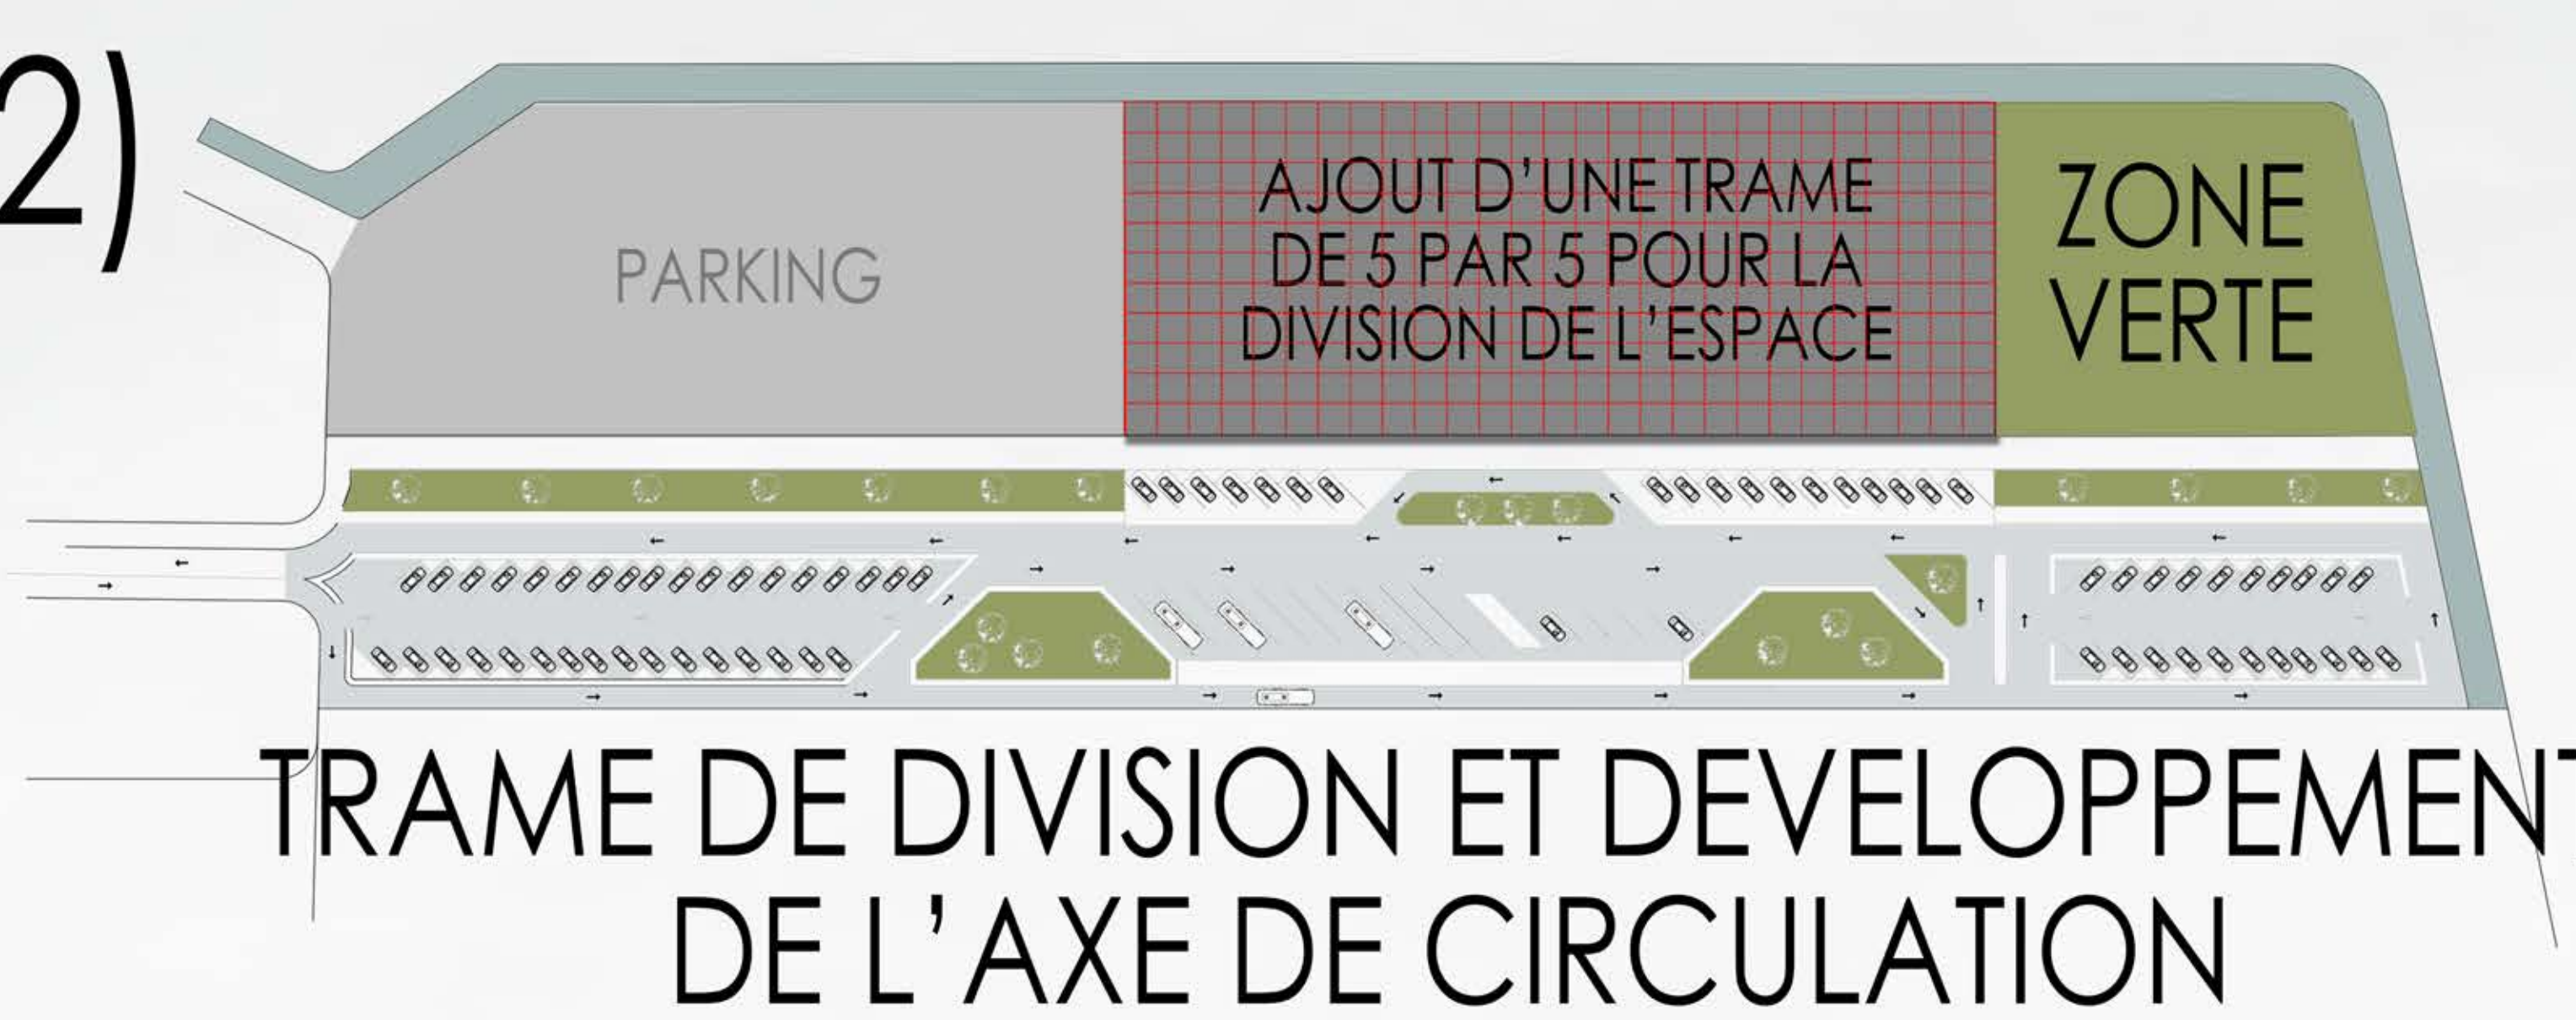 2)
PARKING
AJOUT D'UNE TRAME
DE 5 PAR 5 POUR LA
DIVISION DE L'ESPACE
ZONE
VERTE
TRAME DE DIVISION ET DEVELOPPEMENT
DE L'AXE DE CIRCULATION